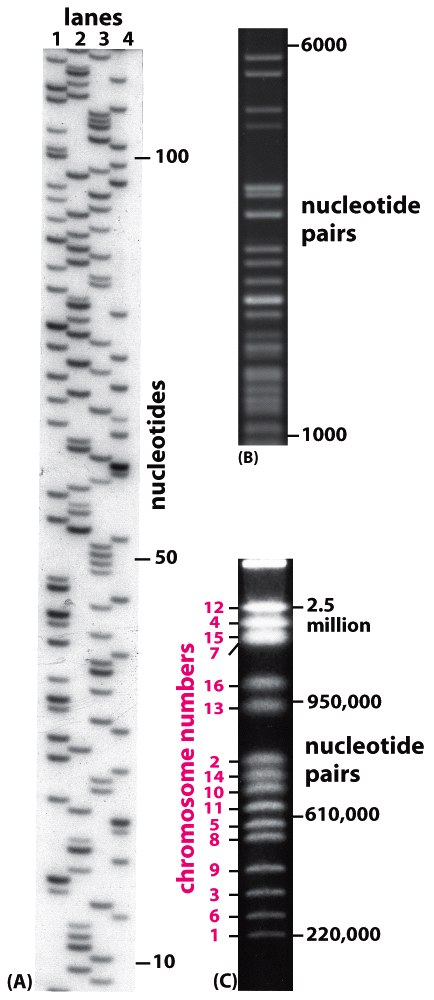 lanes
1 2 3 4
100
nucleotides
50
10
(A)
6000
nucleotide
pairs
1000
(B)
chromosome numbers
12
4
15
7
16
13
2
14
10
11
5
8
9
3
6
1
2.5
million
950,000
nucleotide
pairs
610,000
220,000
(C)